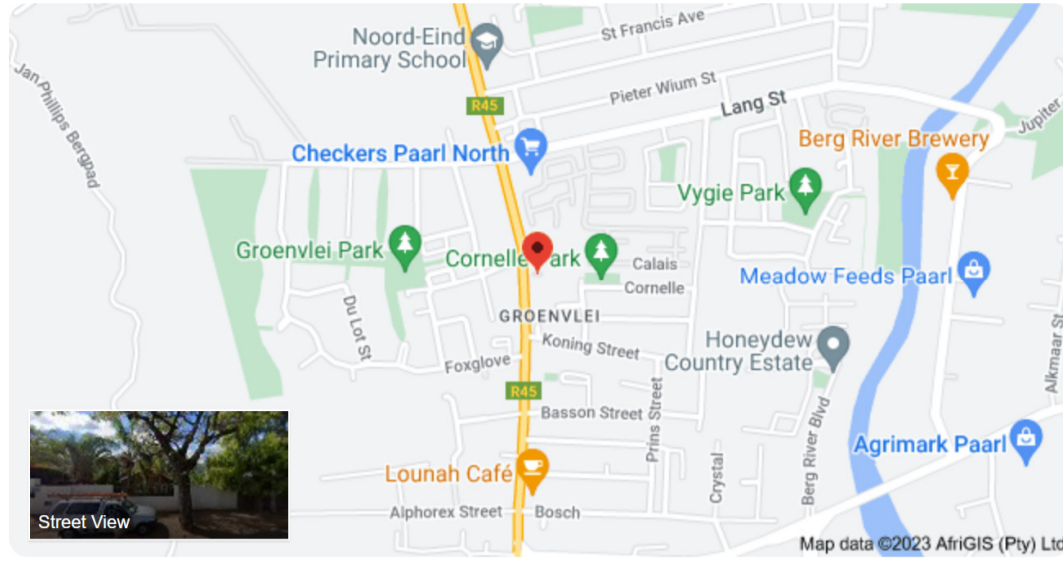 Noord-Eind
Primary School
St Francis Ave
Jan Phillips Bergpad
R45
Pieter Wium St
Lang St
Jupiter
Checkers Paarl North
Berg River Brewery
Vygie Park
Groenvlei Park
Cornelle Park
Calais
Cornelle
Meadow Feeds Paarl
GROENVLEI
Du Lot St
Koning Street
Honeydew
Country Estate
Foxglove
Alkmaar St
R45
Basson Street
Prins Street
Berg River Blvd
Agrimark Paarl
Lounah Café
Crystal
Alphorex Street
Bosch
Street View
Map data ©2023 AfriGIS (Pty) Ltd